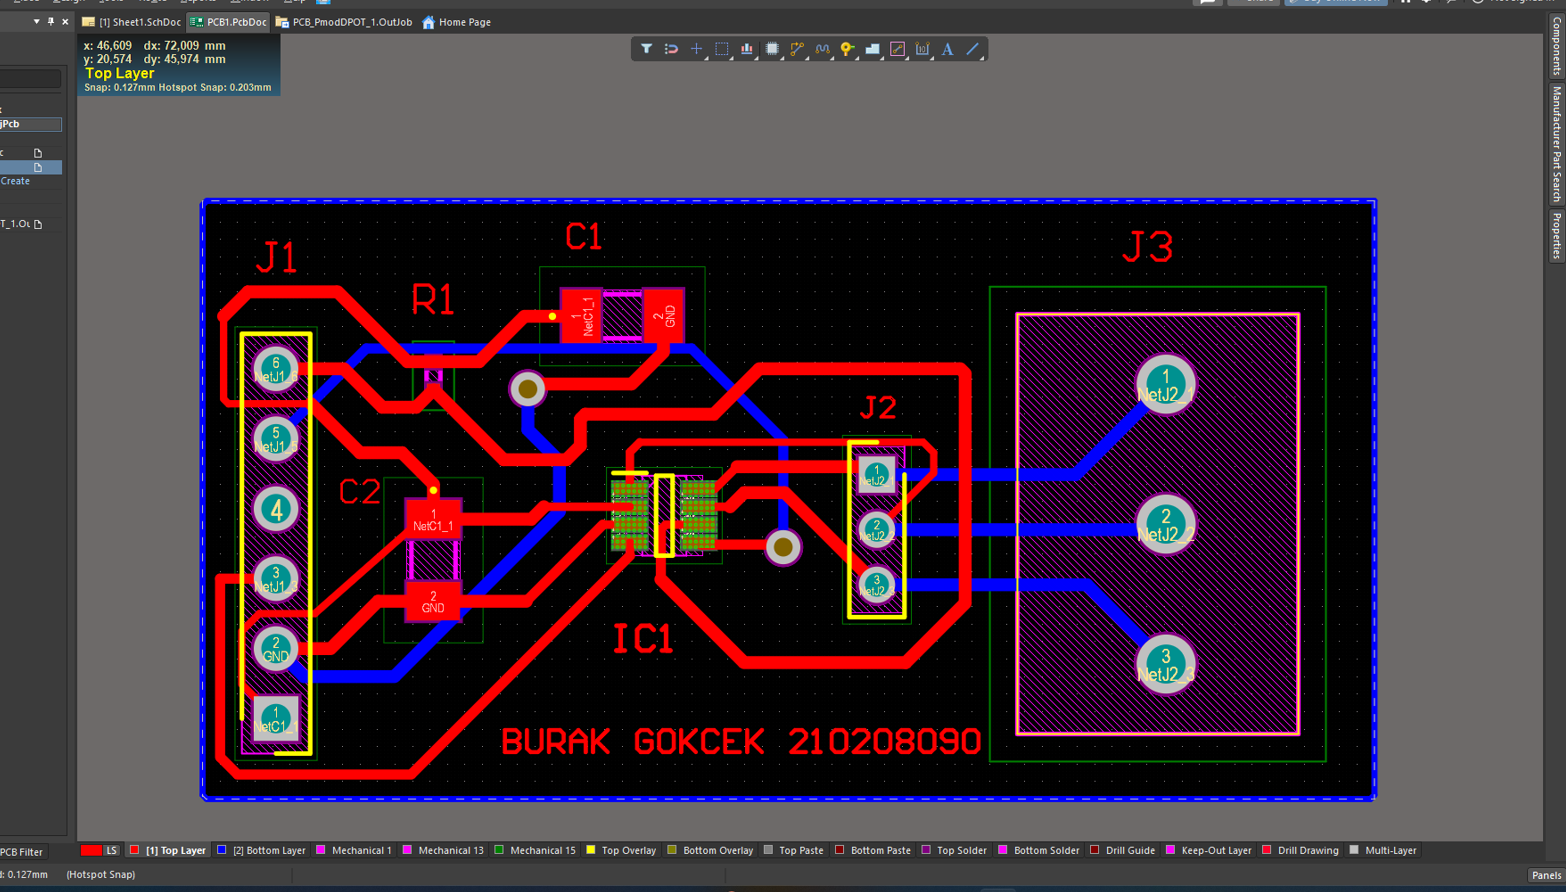 [1] Sheet1.SchDoc
PCB1.PcbDoc
PCB_PmodDPOT_1.OutJob
Home Page
x: 46,609 dx: 72,009 mm
y: 20,574 dy: 45,974 mm
Top Layer
Snap: 0.127mm Hotspot Snap: 0.203mm
jPcb
Create
T_1.Ou
Components
Manufacturer Part Search
Properties
J1
R1
C1
J3
J2
C2
IC1
6
NetJ1_6
5
NetJ1_5
4
3
NetJ1_3
2
GND
1
NetC1_1
1
NetC1_1
2
GND
1
NetC1_1
2
GND
1
NetJ2_1
2
NetJ2_2
3
NetJ2_3
1
NetJ2_1
2
NetJ2_2
3
NetJ2_3
BURAK GOKCEK 210208090
PCB Filter
LS
[1] Top Layer
[2] Bottom Layer
Mechanical 1
Mechanical 13
Mechanical 15
Top Overlay
Bottom Overlay
Top Paste
Bottom Paste
Top Solder
Bottom Solder
Drill Guide
Keep-Out Layer
Drill Drawing
Multi-Layer
d: 0.127mm
(Hotspot Snap)
Panels